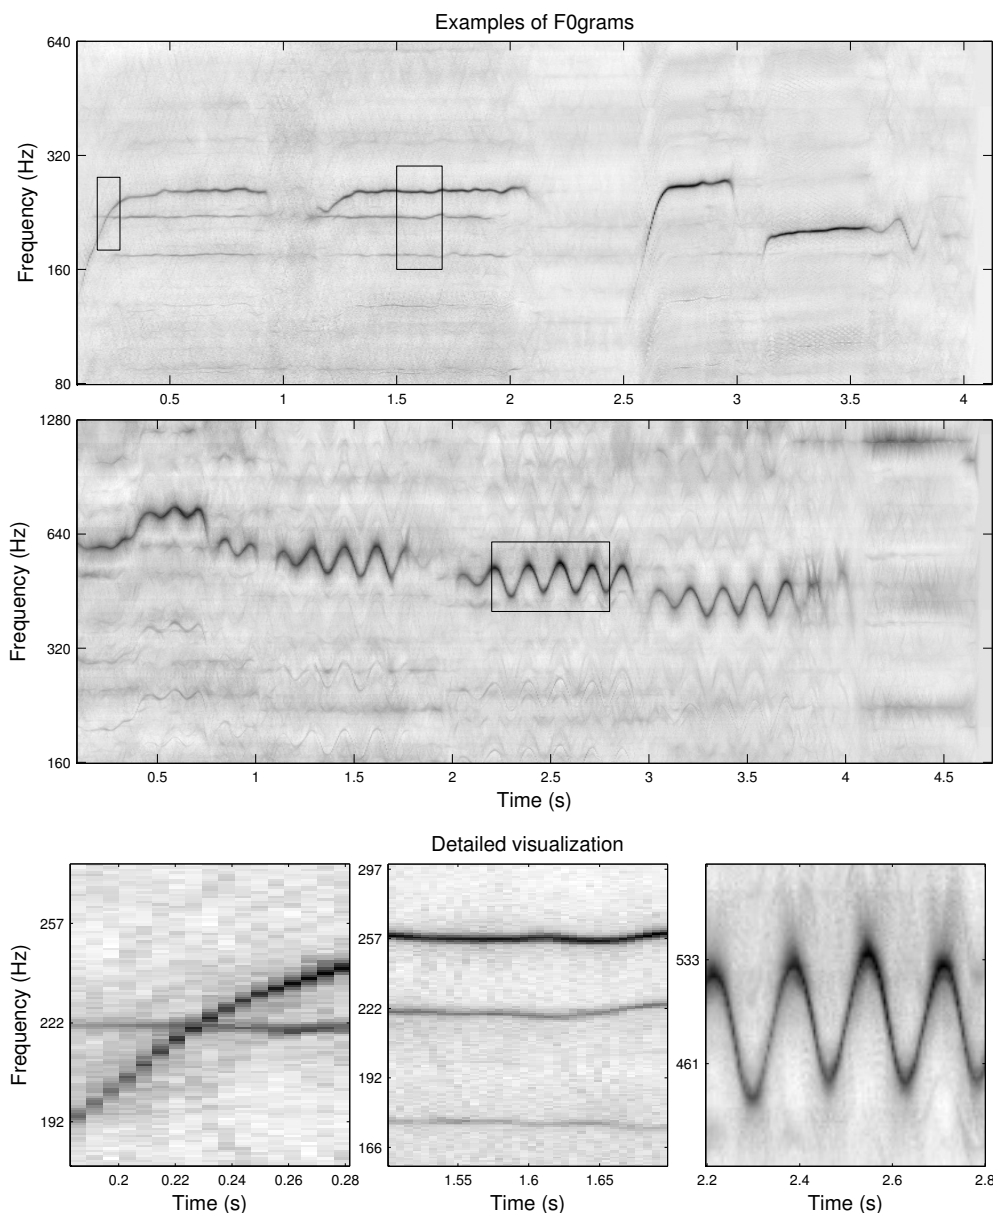 Examples of F0grams
640
320
160
80
Frequency (Hz)
0.5 1 1.5 2 2.5 3 3.5 4
1280
640
320
160
Frequency (Hz)
0.5 1 1.5 2 2.5 3 3.5 4 4.5
Time (s)
Detailed visualization
257
222
192
Frequency (Hz)
0.2 0.22 0.24 0.26 0.28
Time (s)
297
257
222
192
166
1.55 1.6 1.65
Time (s)
533
461
2.2 2.4 2.6 2.8
Time (s)